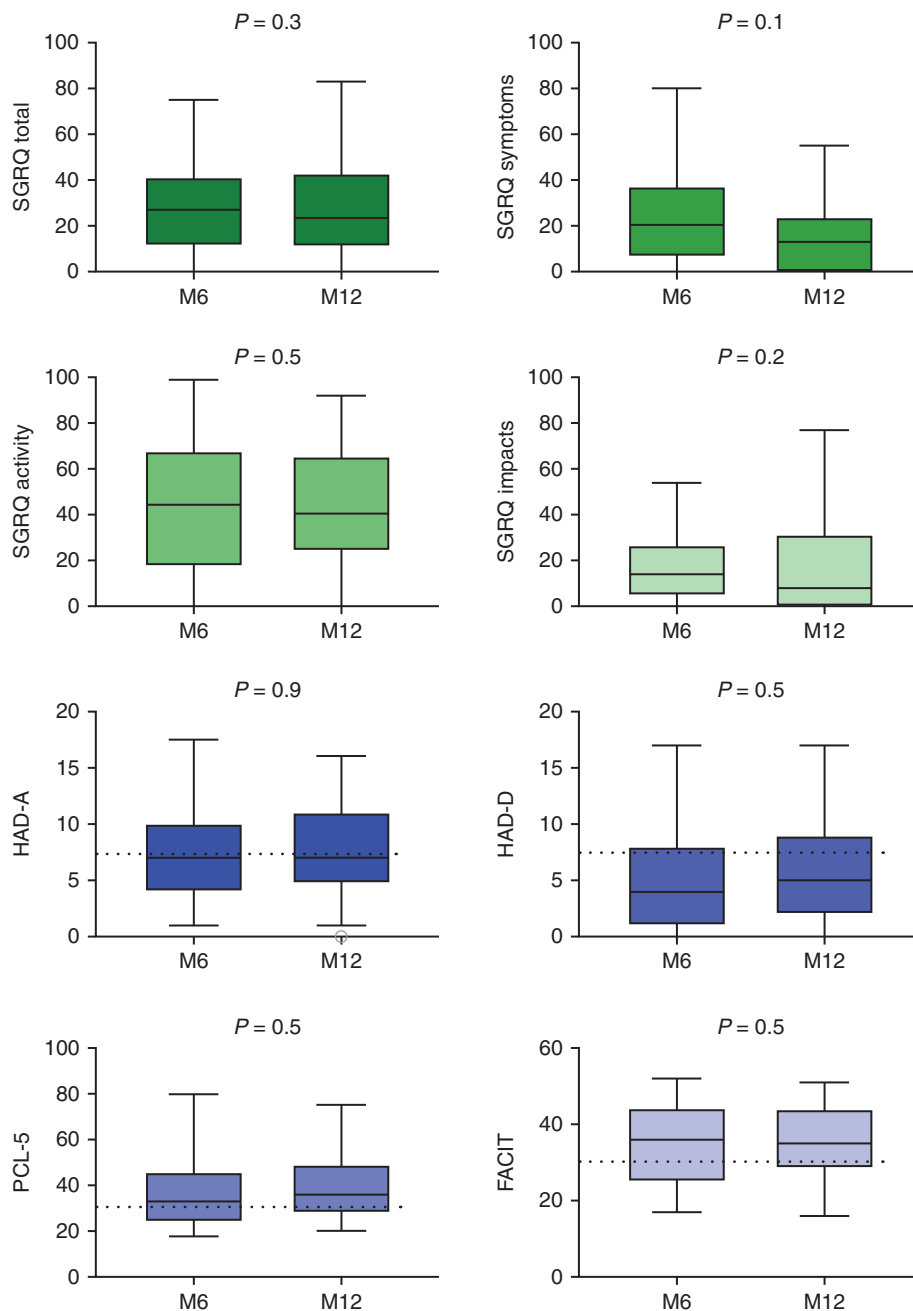 P = 0.3
SGRQ total
100
80
60
40
20
0
M6 M12
P = 0.1
SGRQ symptoms
100
80
60
40
20
0
M6 M12
P = 0.5
SGRQ activity
100
80
60
40
20
0
M6 M12
P = 0.2
SGRQ impacts
100
80
60
40
20
0
M6 M12
P = 0.9
HAD-A
20
15
10
5
0
M6 M12
P = 0.5
HAD-D
20
15
10
5
0
M6 M12
P = 0.5
PCL-5
100
80
60
40
20
0
M6 M12
P = 0.5
FACIT
60
40
20
0
M6 M12